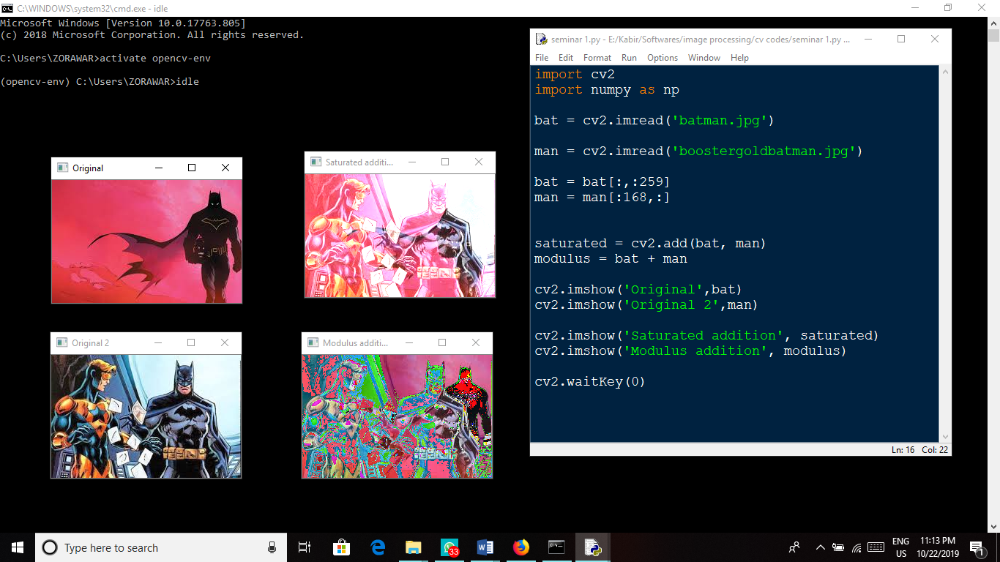 C:\WINDOWS\system32\cmd.exe - idle
Microsoft Windows [Version 10.0.17763.805]
(c) 2018 Microsoft Corporation. All rights reserved.
C:\Users\ZORAWAR>activate opencv-env
(opencv-env) C:\Users\ZORAWAR>idle
Original
Saturated additi...
Original 2
Modulus additi...
seminar 1.py - E:/Kabir/Softwares/image processing/cv codes/seminar 1.py ...
File Edit Format Run Options Window Help
import cv2
import numpy as np
bat = cv2.imread('batman.jpg')
man = cv2.imread('boostergoldbatman.jpg')
bat = bat[:,:259]
man = man[:168,:]
saturated = cv2.add(bat, man)
modulus = bat + man
cv2.imshow('Original',bat)
cv2.imshow('Original 2',man)
cv2.imshow('Saturated addition', saturated)
cv2.imshow('Modulus addition', modulus)
cv2.waitKey(0)
Ln: 16 Col: 22
Type here to search
33
ENG
US
11:13 PM
10/22/2019
1